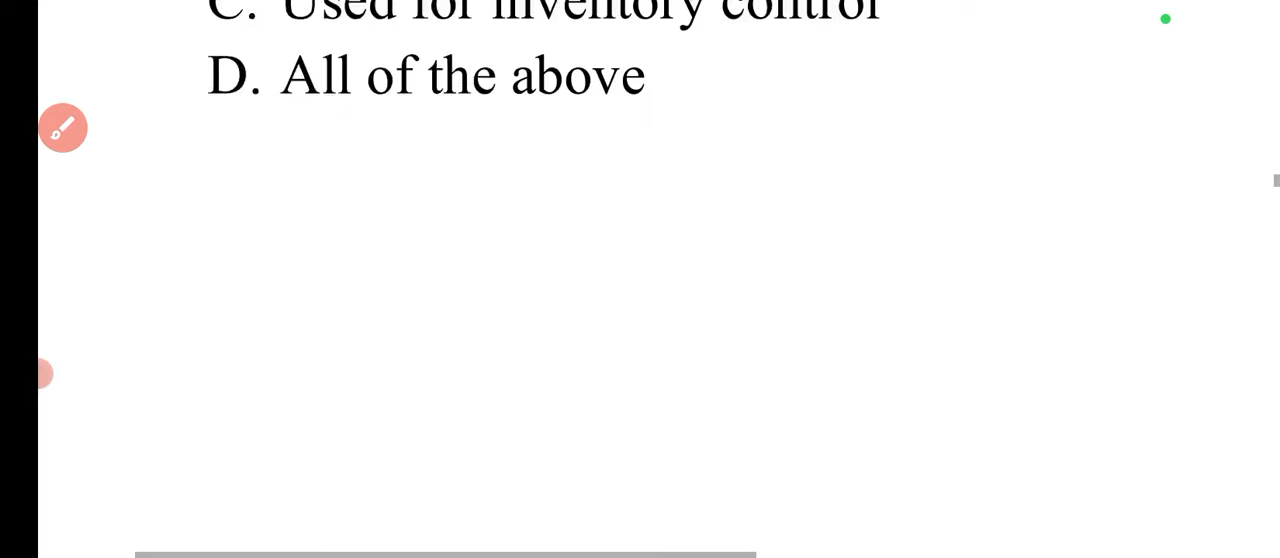 C. Used for inventory control
D. All of the above